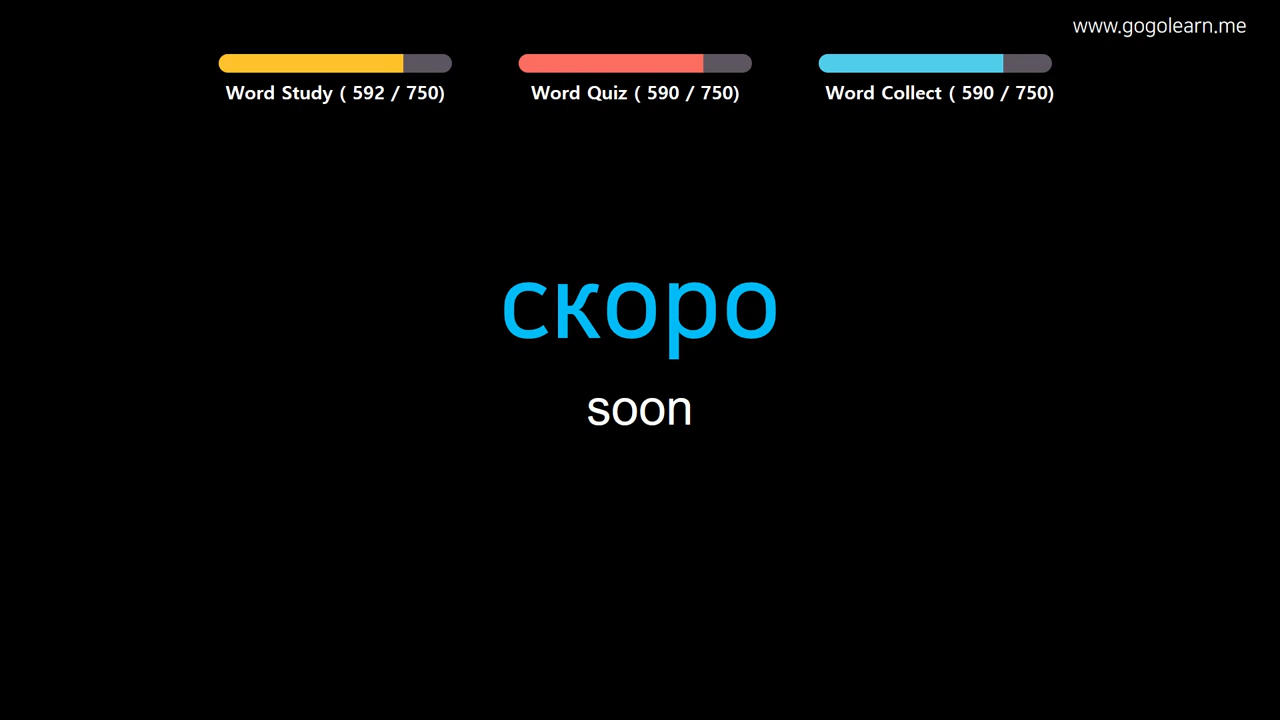 www.gogolearn.me
Word Study ( 592 / 750)
Word Quiz ( 590 / 750)
Word Collect ( 590 / 750)
скоро
soon